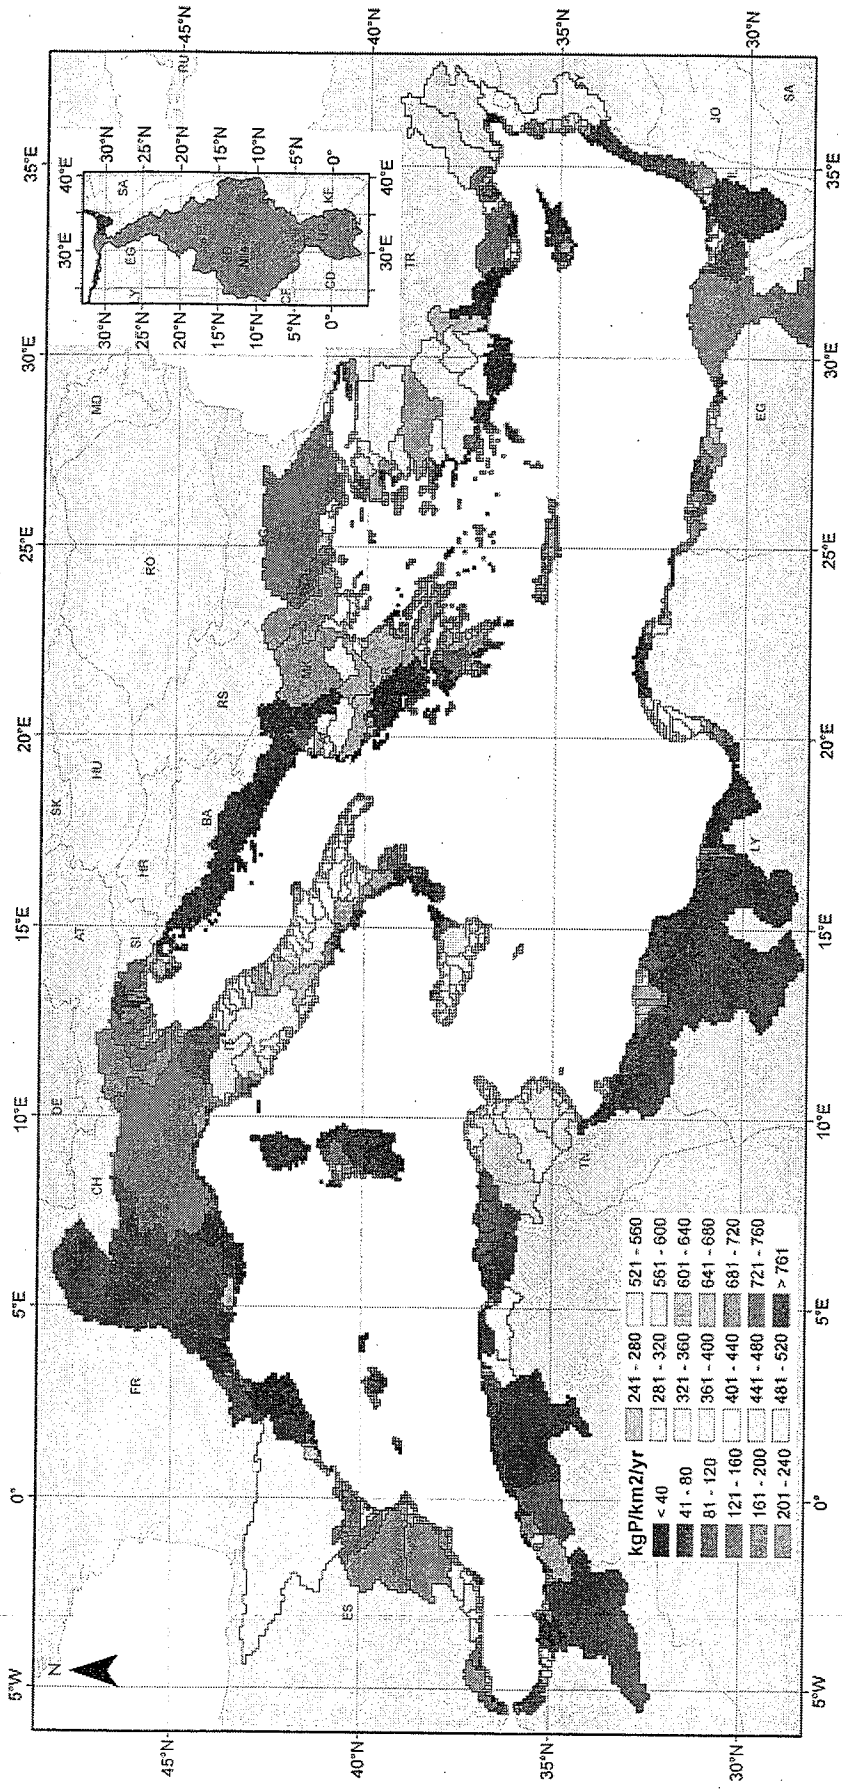 5°W
0°
5°E
10°E
15°E
20°E
25°E
30°E
35°E
N
45°N
40°N
35°N
30°N
45°N
40°N
35°N
30°N
FR
CH
DE
AT
SI
HR
SK
HU
BA
RS
RO
MD
RU
BG
MK
IT
ES
TR
TN
LY
EG
JO
SA
30°E
40°E
30°N
25°N
20°N
15°N
10°N
5°N
0°
30°N
25°N
20°N
15°N
10°N
5°N
0°
LY
EG
SA
CF
CD
KE
30°E
40°E
kgP/km2/yr
< 40
41 - 80
81 - 120
121 - 160
161 - 200
201 - 240
241 - 280
281 - 320
321 - 360
361 - 400
401 - 440
441 - 480
481 - 520
521 - 560
561 - 600
601 - 640
641 - 680
681 - 720
721 - 760
> 761
5°W
0°
5°E
10°E
15°E
20°E
25°E
30°E
35°E